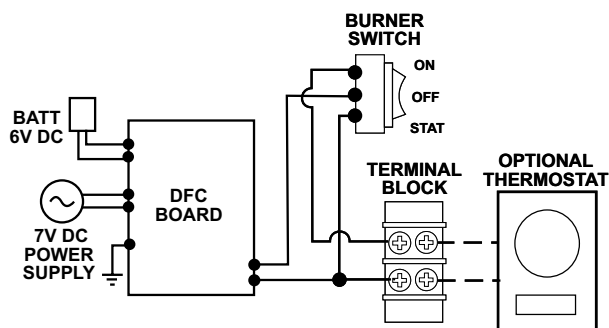 BURNER
SWITCH
ON
OFF
STAT
BATT
6V DC
DFC
BOARD
7V DC
POWER
SUPPLY
TERMINAL
BLOCK
OPTIONAL
THERMOSTAT